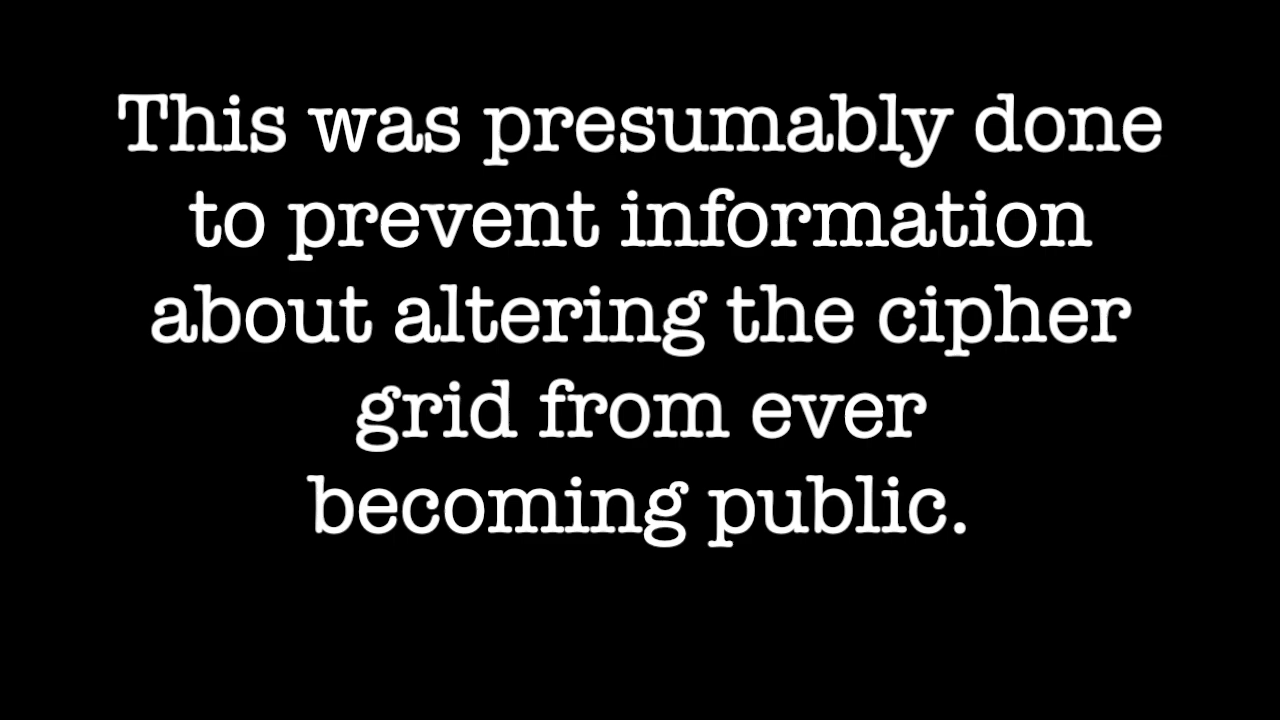 This was presumably done
to prevent information
about altering the cipher
grid from ever
becoming public.